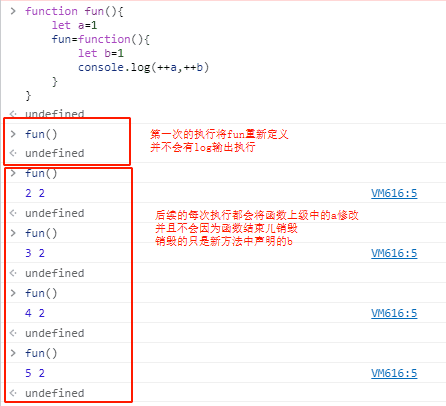 > function fun(){
let a=1
fun=function(){
let b=1
console.log(++a,++b)
}
}
< undefined
> fun()
第一次的执行将fun重新定义
< undefined
并不会有log输出执行
> fun()
2 2 VM616:5
< undefined
后续的每次执行都会将函数上级中的a修改
> fun()
并且不会因为函数结束儿销毁
3 2 VM616:5
销毁的只是新方法中声明的b
< undefined
> fun()
4 2 VM616:5
< undefined
> fun()
5 2 VM616:5
< undefined